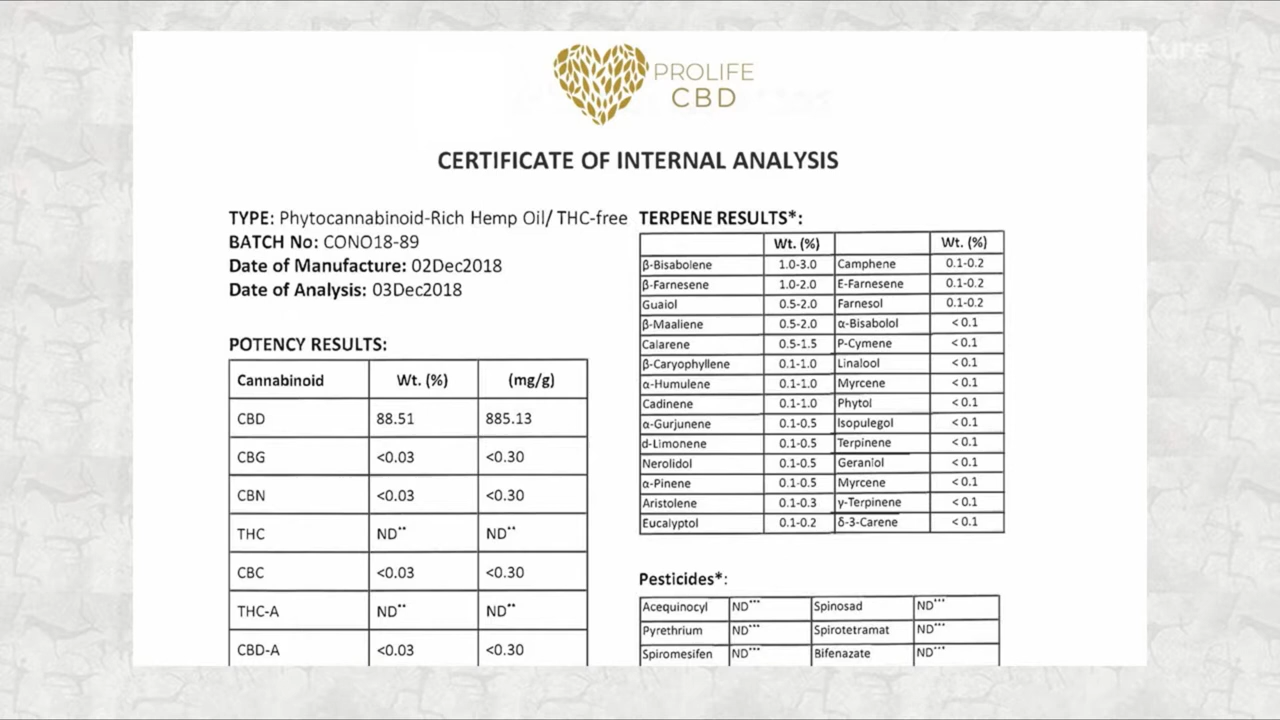 cure
PROLIFE
CBD
CERTIFICATE OF INTERNAL ANALYSIS
TYPE: Phytocannabinoid-Rich Hemp Oil/ THC-free
BATCH No: CONO18-89
Date of Manufacture: 02Dec2018
Date of Analysis: 03Dec2018
POTENCY RESULTS:
Cannabinoid Wt. (%) (mg/g)
CBD 88.51 885.13
CBG <0.03 <0.30
CBN <0.03 <0.30
THC ND** ND**
CBC <0.03 <0.30
THC-A ND** ND**
CBD-A <0.03 <0.30
TERPENE RESULTS*:
Wt. (%) Wt. (%)
β-Bisabolene 1.0-3.0 Camphene 0.1-0.2
β-Farnesene 1.0-2.0 E-Farnesene 0.1-0.2
Guaiol 0.5-2.0 Farnesol 0.1-0.2
β-Maaliene 0.5-2.0 α-Bisabolol <0.1
Calarene 0.5-1.5 P-Cymene <0.1
β-Caryophyllene 0.1-1.0 Linalool <0.1
α-Humulene 0.1-1.0 Myrcene <0.1
Cadinene 0.1-1.0 Phytol <0.1
α-Gurjunene 0.1-0.5 Isopulegol <0.1
d-Limonene 0.1-0.5 Terpinene <0.1
Nerolidol 0.1-0.5 Geraniol <0.1
α-Pinene 0.1-0.5 Myrcene <0.1
Aristolene 0.1-0.3 γ-Terpinene <0.1
Eucalyptol 0.1-0.2 δ-3-Carene <0.1
Pesticides*:
Acequinocyl ND*** Spinosad ND***
Pyrethrium ND*** Spirotetramat ND***
Spiromesifen ND*** Bifenazate ND***